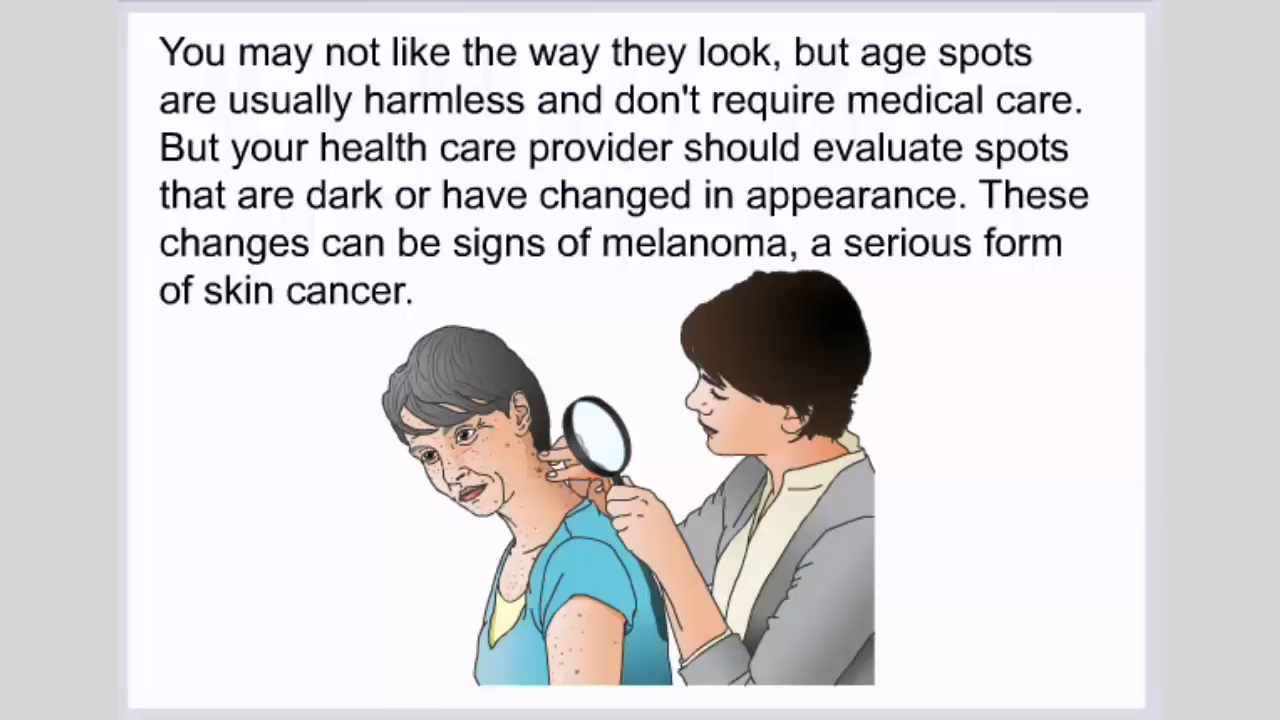 You may not like the way they look, but age spots
are usually harmless and don't require medical care.
But your health care provider should evaluate spots
that are dark or have changed in appearance. These
changes can be signs of melanoma, a serious form
of skin cancer.